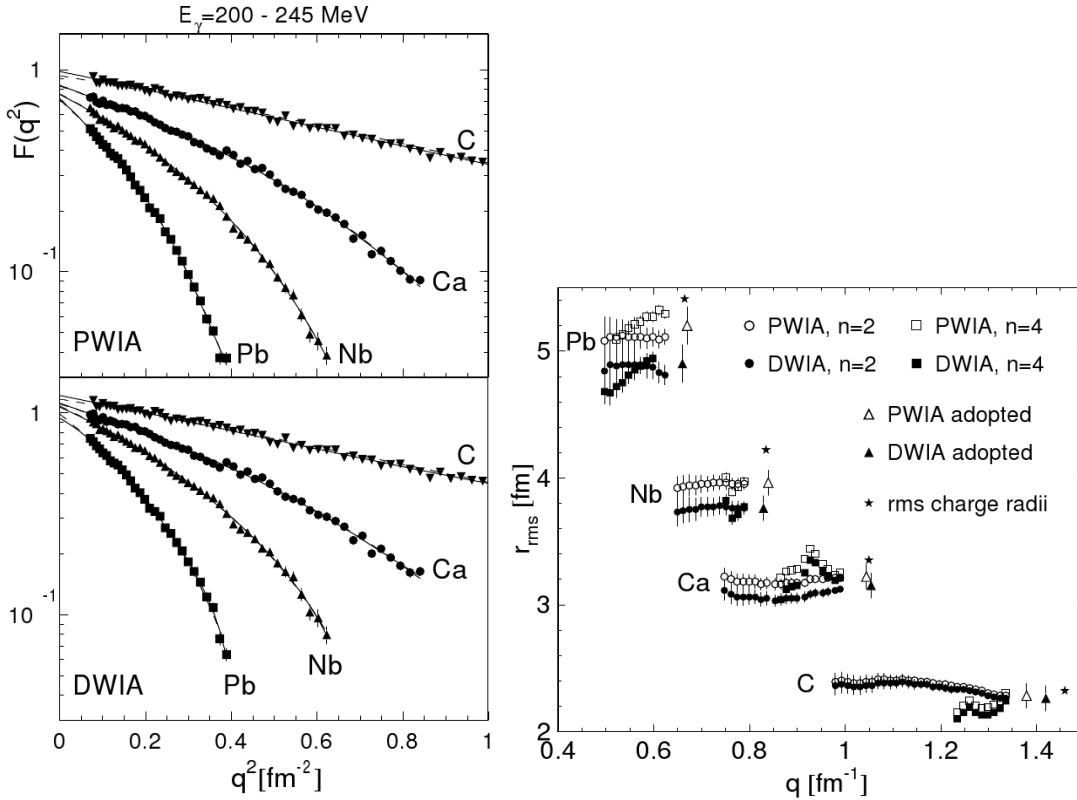 E_γ=200 - 245 MeV
F(q²)
1
10⁻¹
C
Ca
Nb
Pb
PWIA
1
10⁻¹
C
Ca
Nb
Pb
DWIA
0 0.2 0.4 0.6 0.8 1
q²[fm⁻²]
r_rms [fm]
5
4
3
2
Pb
Nb
Ca
C
PWIA, n=2 PWIA, n=4
DWIA, n=2 DWIA, n=4
PWIA adopted
DWIA adopted
rms charge radii
0.4 0.6 0.8 1 1.2 1.4
q [fm⁻¹]